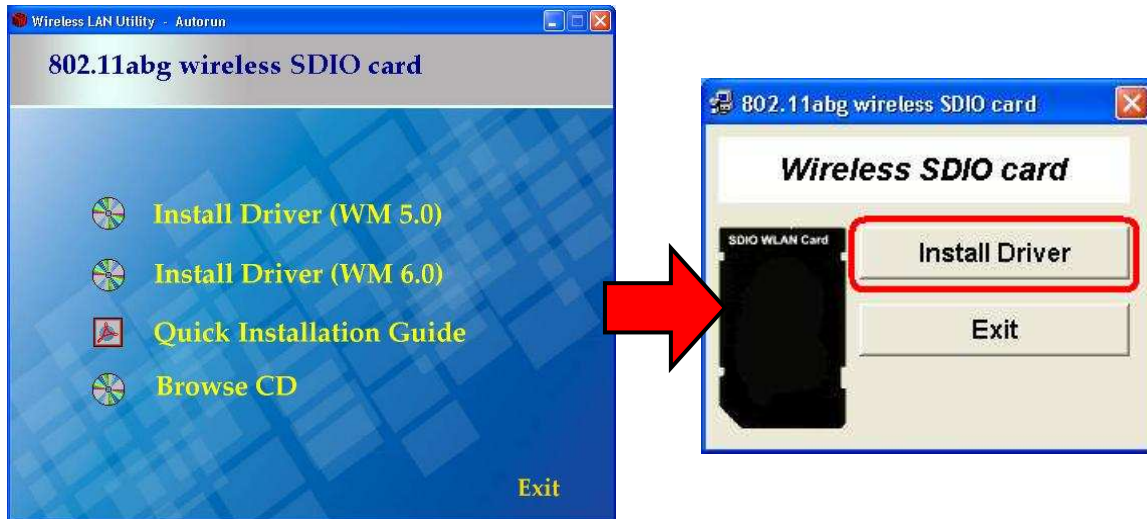 Wireless LAN Utility - Autorun
802.11abg wireless SDIO card
Install Driver (WM 5.0)
Install Driver (WM 6.0)
Quick Installation Guide
Browse CD
Exit
802.11abg wireless SDIO card
Wireless SDIO card
SDIO WLAN Card
Install Driver
Exit